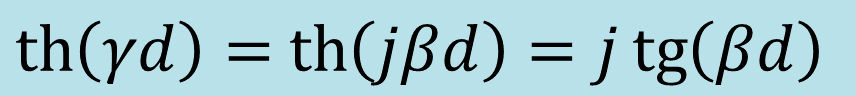 th(γd) = th(jβd) = j tg(βd)